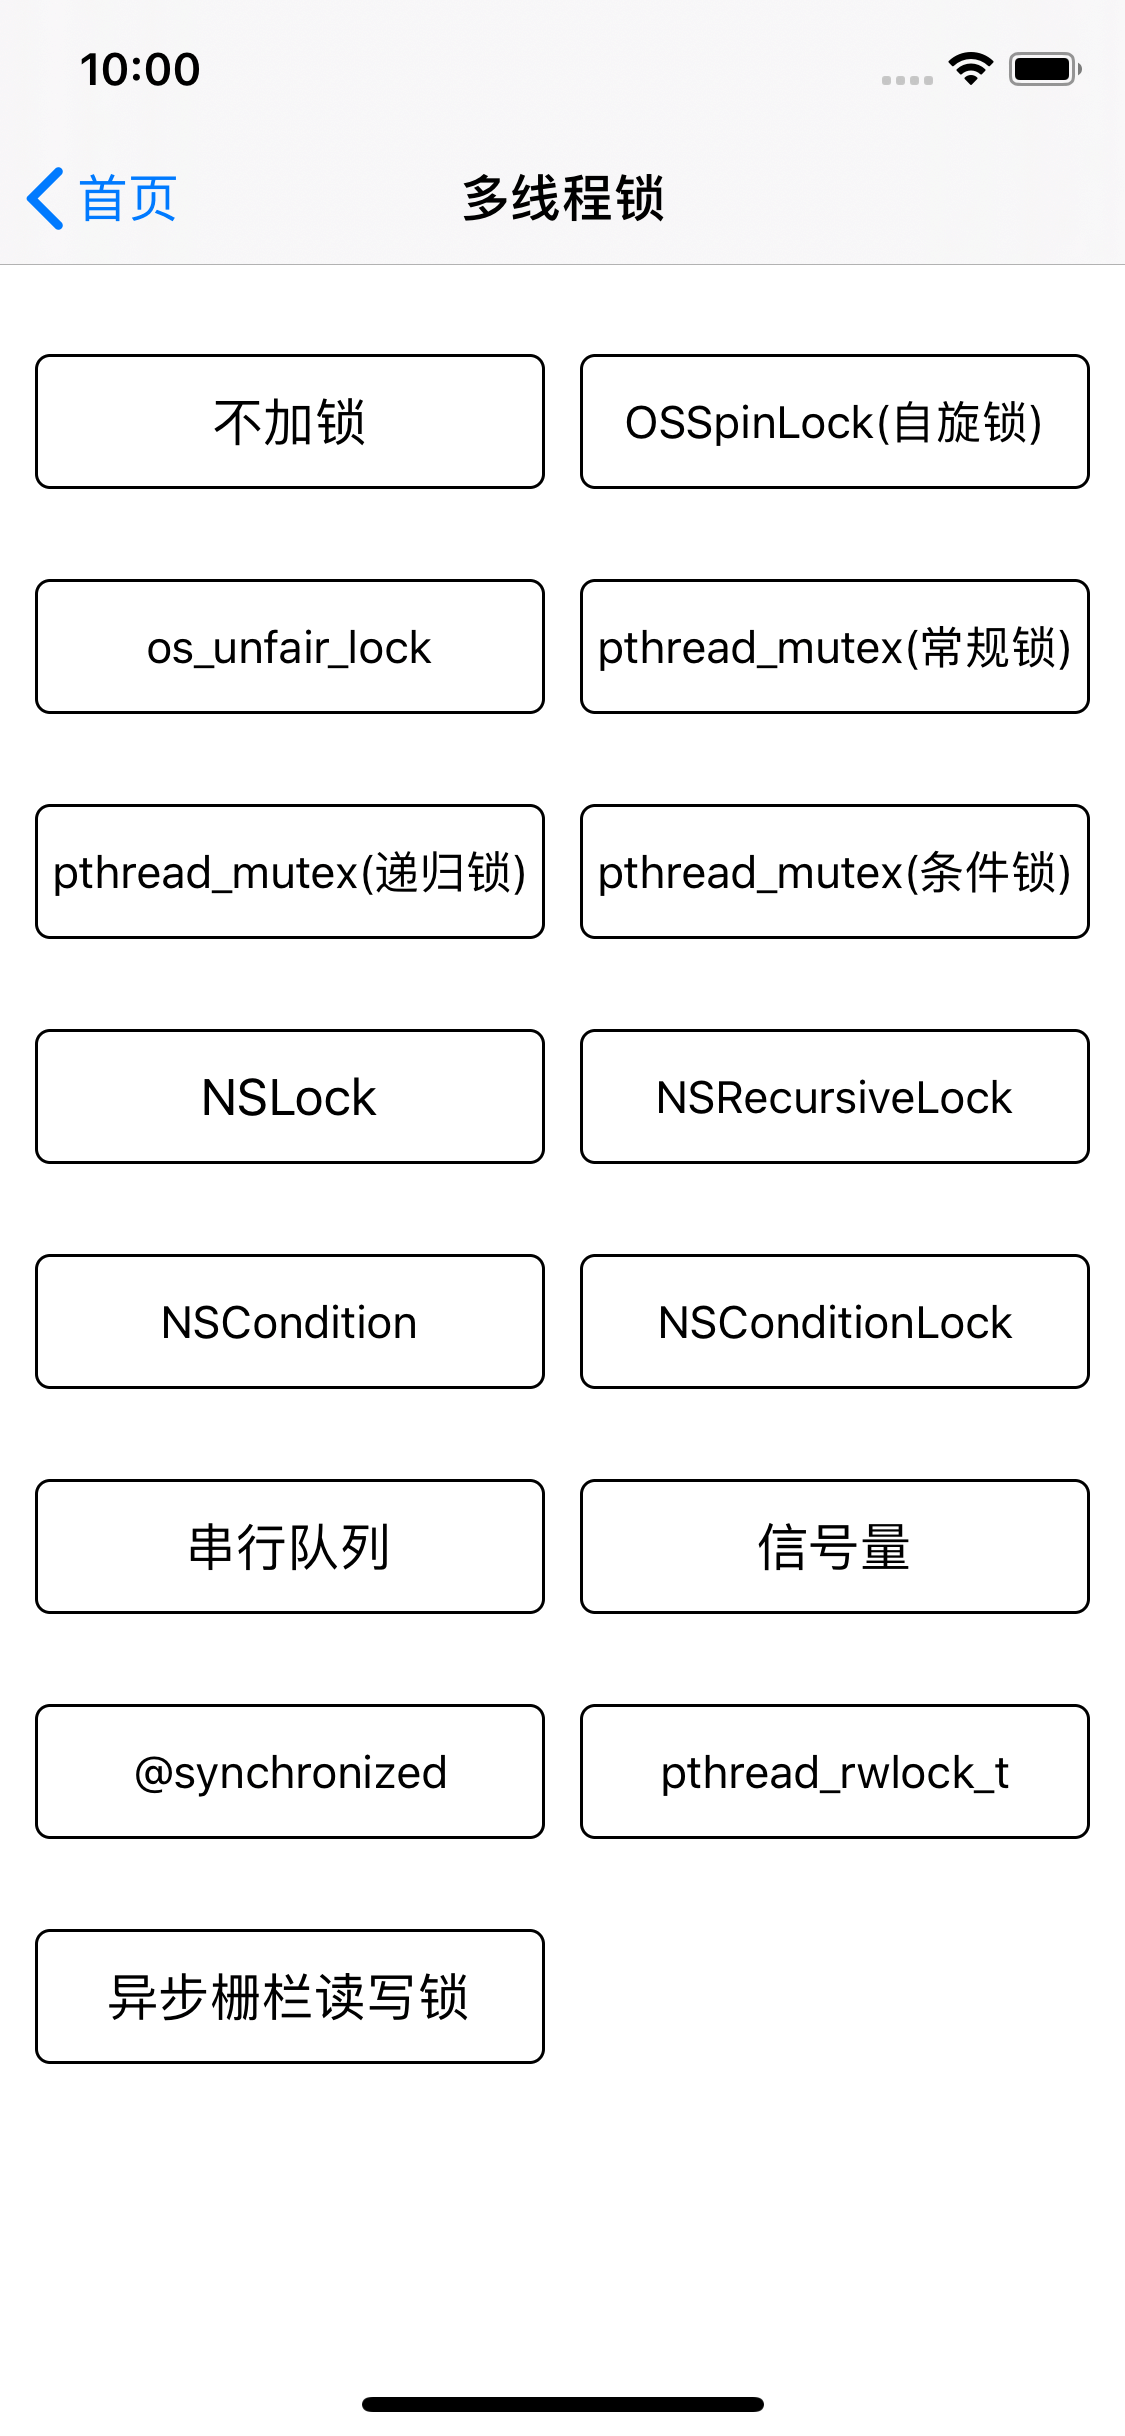 10:00
首页
多线程锁
不加锁
OSSpinLock(自旋锁)
os_unfair_lock
pthread_mutex(常规锁)
pthread_mutex(递归锁)
pthread_mutex(条件锁)
NSLock
NSRecursiveLock
NSCondition
NSConditionLock
串行队列
信号量
@synchronized
pthread_rwlock_t
异步栅栏读写锁